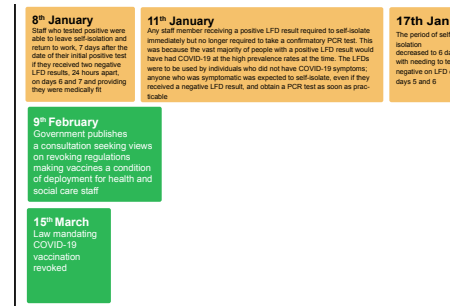 8th January
Staff who tested positive were
able to leave self-isolation and
return to work, 7 days after the
date of their initial positive test
if they received two negative
LFD results, 24 hours apart,
on days 6 and 7 and providing
they were medically fit
11th January
Any staff member receiving a positive LFD result required to self-isolate
immediately but no longer required to take a confirmatory PCR test. This
was because the vast majority of people with a positive LFD result would
have had COVID-19 at the high prevalence rates at the time. The LFDs
were to be used by individuals who did not have COVID-19 symptoms;
anyone who was symptomatic was expected to self-isolate, even if they
received a negative LFD result, and obtain a PCR test as soon as prac-
ticable
17th Jan
The period of self
isolation
decreased to 6 da
with needing to te
negative on LFD
days 5 and 6
9th February
Government publishes
a consultation seeking views
on revoking regulations
making vaccines a condition
of deployment for health and
social care staff
15th March
Law mandating
COVID-19
vaccination
revoked